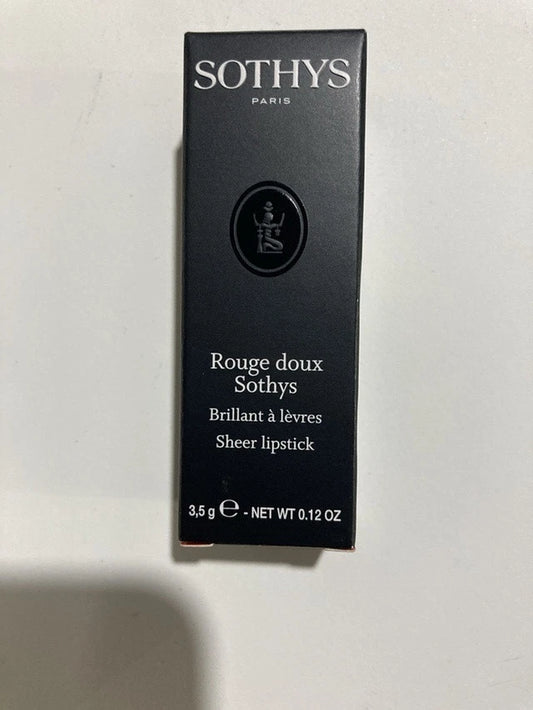 SOTHYS
PARIS
Rouge doux
Sothys
Brillant à lèvres
Sheer lipstick
3,5 g ℮ - NET WT 0.12 OZ